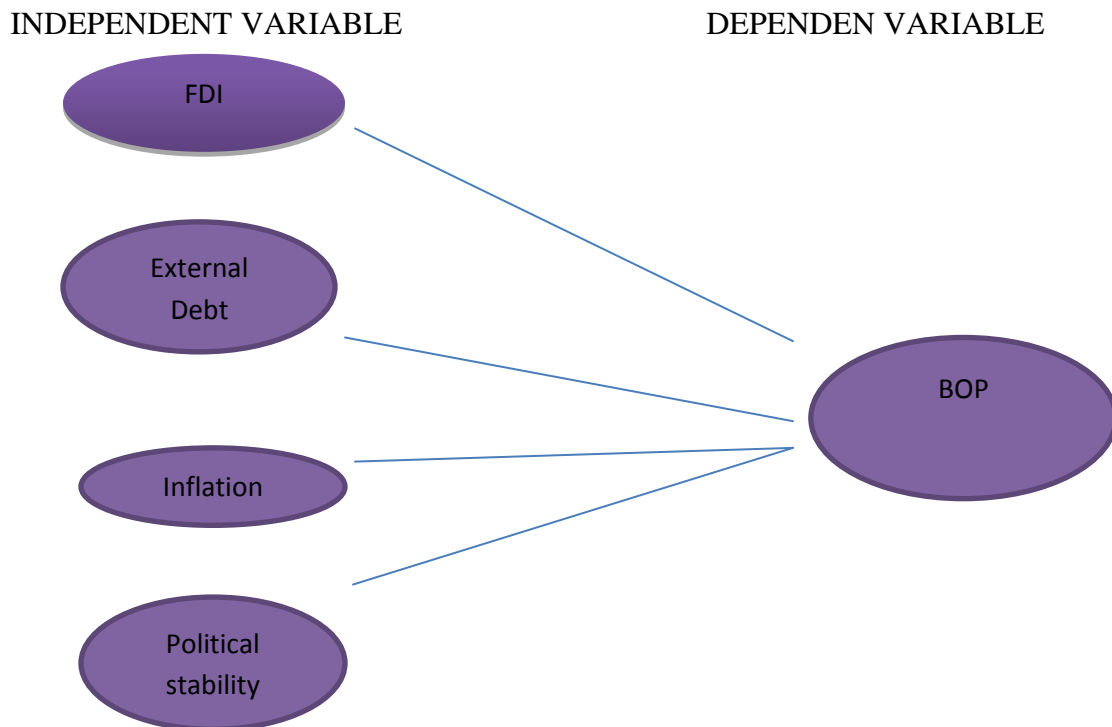 INDEPENDENT VARIABLE
DEPENDEN VARIABLE
FDI
External
Debt
BOP
Inflation
Political
stability